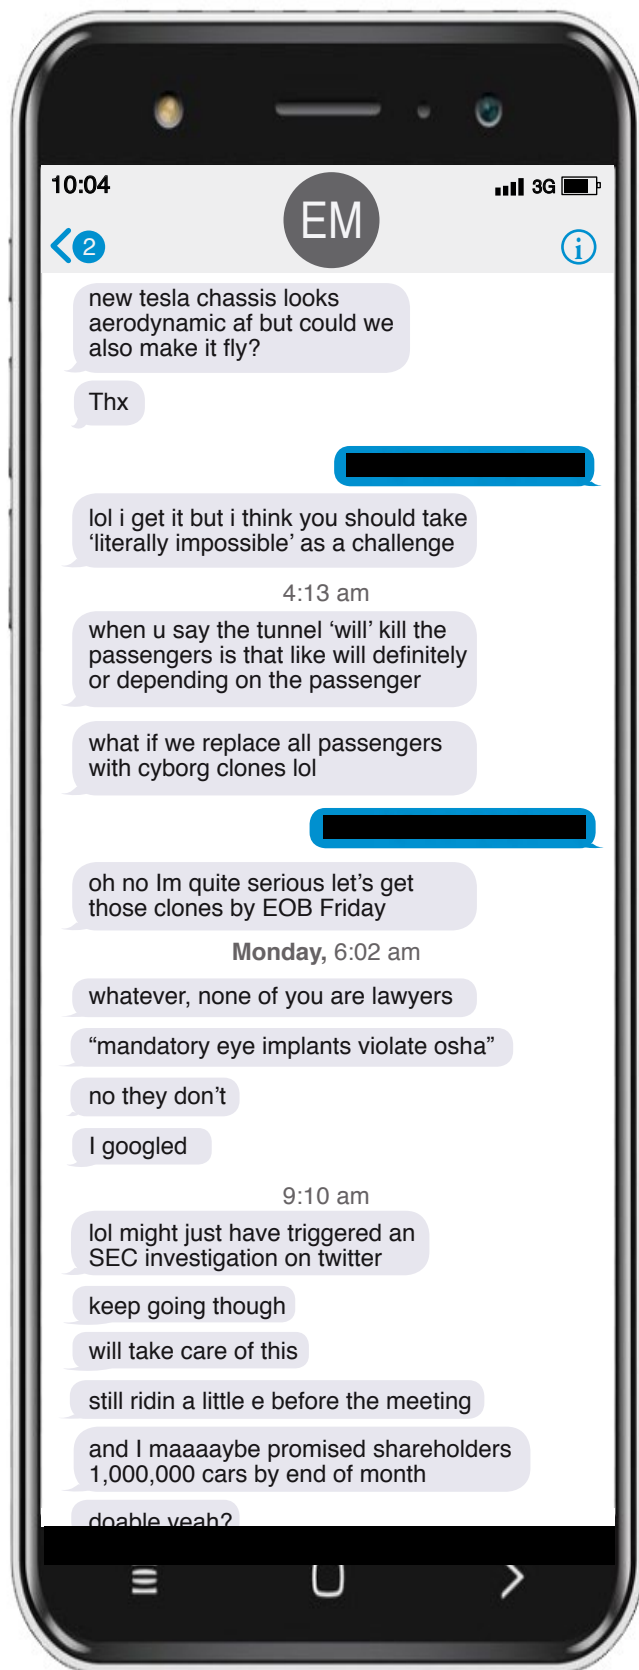 10:04
EM
3G
2
i
new tesla chassis looks
aerodynamic af but could we
also make it fly?
Thx
lol i get it but i think you should take
‘literally impossible’ as a challenge
4:13 am
when u say the tunnel ‘will’ kill the
passengers is that like will definitely
or depending on the passenger
what if we replace all passengers
with cyborg clones lol
oh no Im quite serious let’s get
those clones by EOB Friday
Monday, 6:02 am
whatever, none of you are lawyers
“mandatory eye implants violate osha”
no they don’t
I googled
9:10 am
lol might just have triggered an
SEC investigation on twitter
keep going though
will take care of this
still ridin a little e before the meeting
and I maaaaybe promised shareholders
1,000,000 cars by end of month
doable yeah?